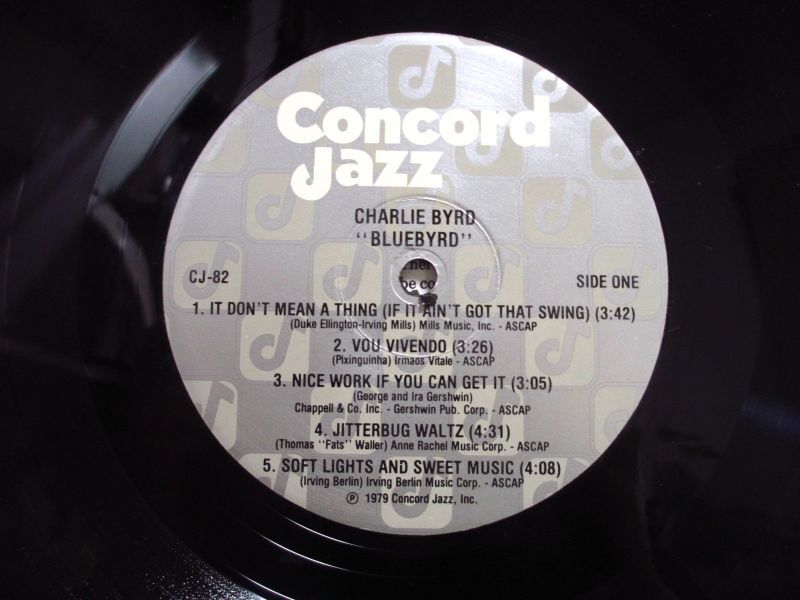 Concord
Jazz
CHARLIE BYRD
"BLUEBYRD"
be co
CJ-82
SIDE ONE
1. IT DON'T MEAN A THING (IF IT AIN'T GOT THAT SWING) (3:42)
(Duke Ellington-Irving Mills) Mills Music, Inc. - ASCAP
2. VOU VIVENDO (3:26)
(Pixinguinha) Irmaos Vitale - ASCAP
3. NICE WORK IF YOU CAN GET IT (3:05)
(George and Ira Gershwin)
Chappell & Co. Inc. - Gershwin Pub. Corp. - ASCAP
4. JITTERBUG WALTZ (4:31)
(Thomas "Fats" Waller) Anne Rachel Music Corp. - ASCAP
5. SOFT LIGHTS AND SWEET MUSIC (4:08)
(Irving Berlin) Irving Berlin Music Corp. - ASCAP
℗ 1979 Concord Jazz, Inc.